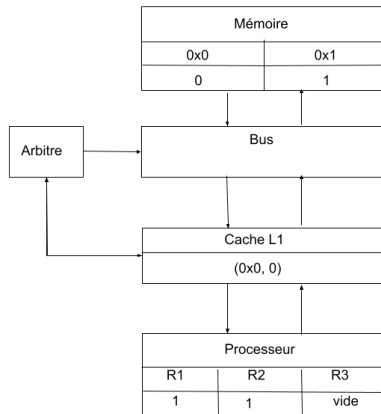 Mémoire
0x0 0x1
0 1
Arbitre
Bus
Cache L1
(0x0, 0)
Processeur
R1 R2 R3
1 1 vide